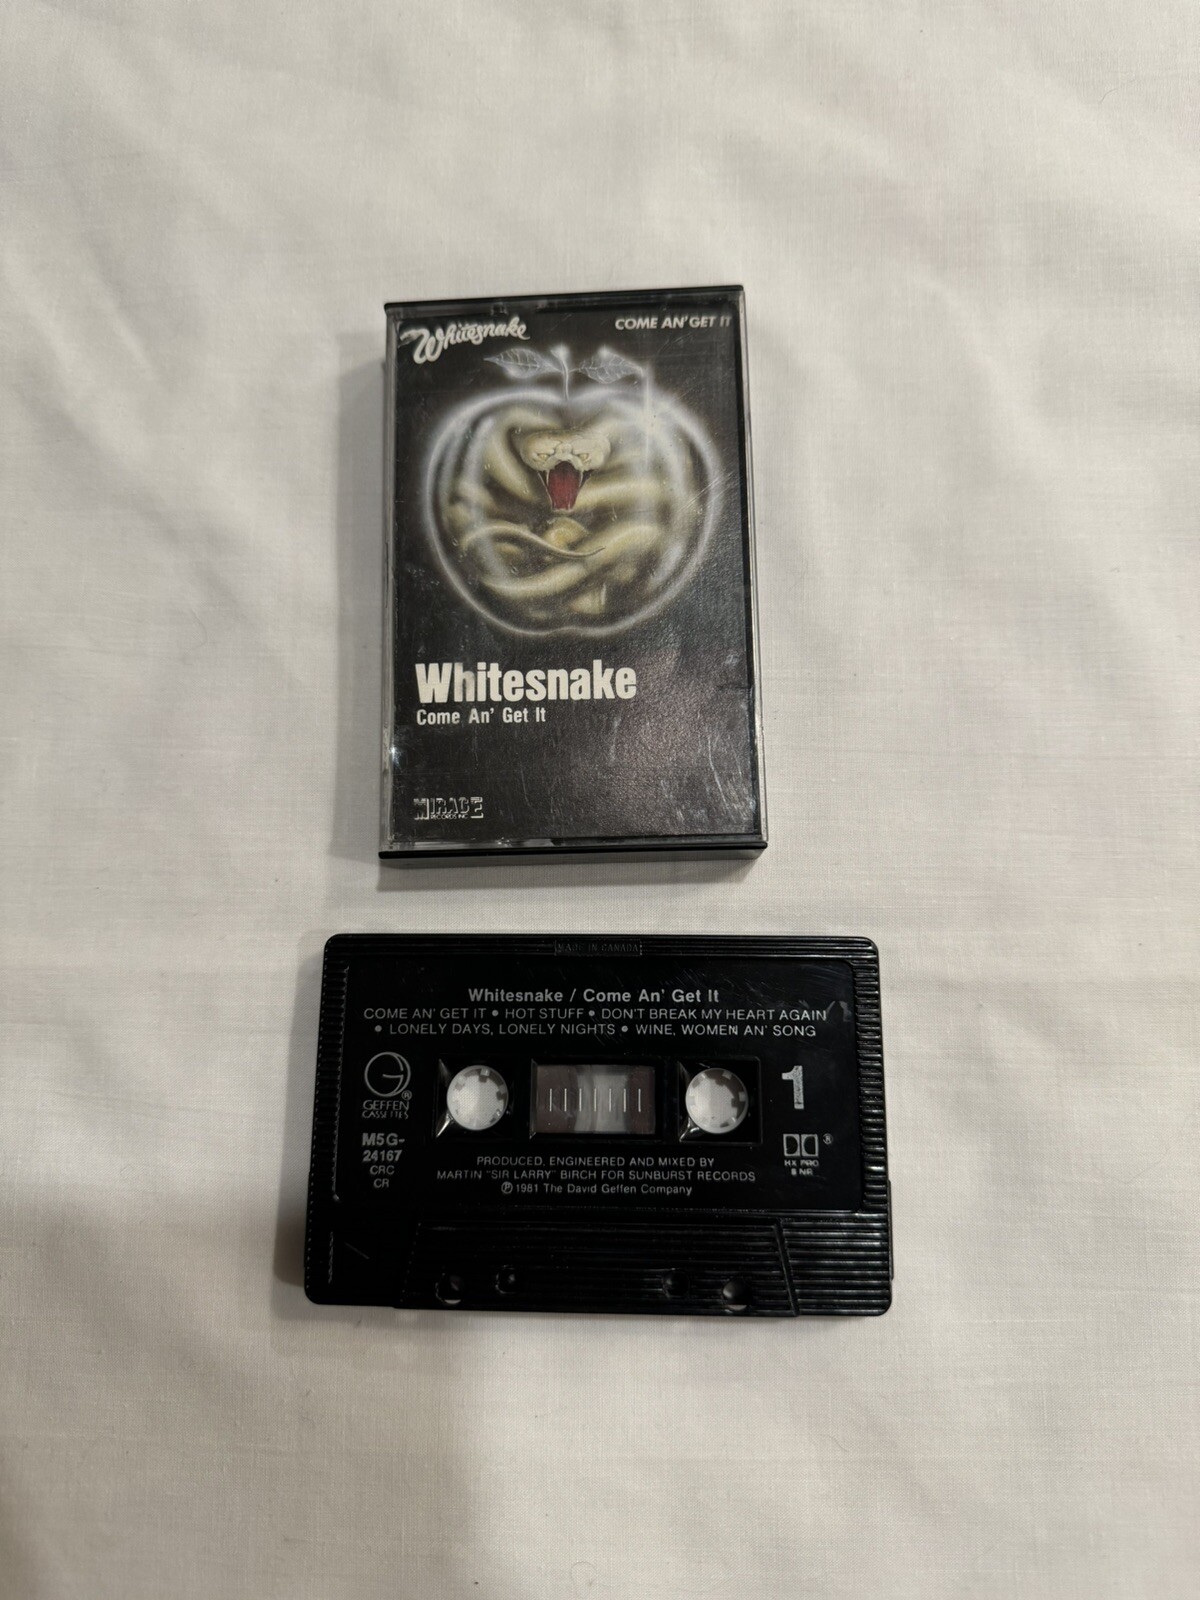 Whitesnake
COME AN' GET IT
Whitesnake
Come An' Get It
MIRAGE
RECORDS INC.
MADE IN CANADA
Whitesnake / Come An' Get It
COME AN' GET IT • HOT STUFF • DON'T BREAK MY HEART AGAIN
• LONELY DAYS, LONELY NIGHTS • WINE, WOMEN AN' SONG
G®
GEFFEN
CASSETTES
1
M5G-
24167
CRC
CR
®
HX PRO
B NR
PRODUCED, ENGINEERED AND MIXED BY
MARTIN "SIR LARRY" BIRCH FOR SUNBURST RECORDS
℗ 1981 The David Geffen Company